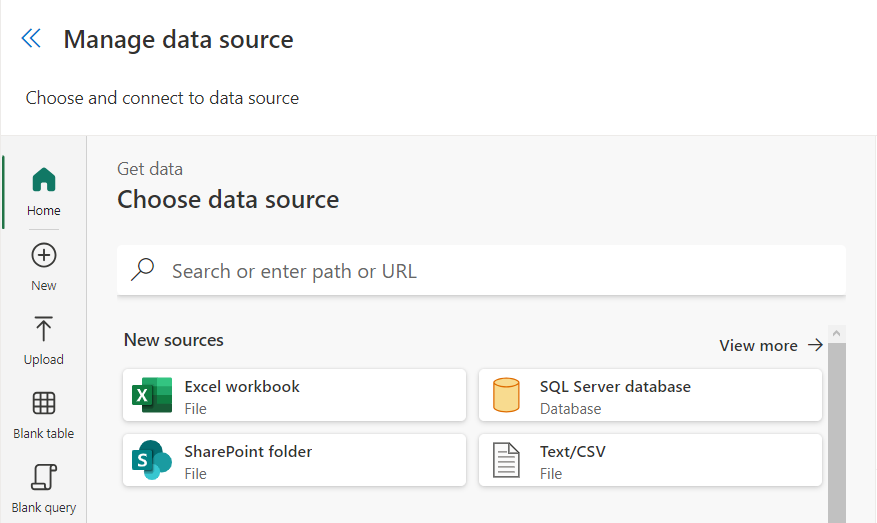 Manage data source
Choose and connect to data source
Home
New
Upload
Blank table
Blank query
Get data
Choose data source
Search or enter path or URL
New sources
View more
X
Excel workbook
File
SQL Server database
Database
S
SharePoint folder
File
Text/CSV
File